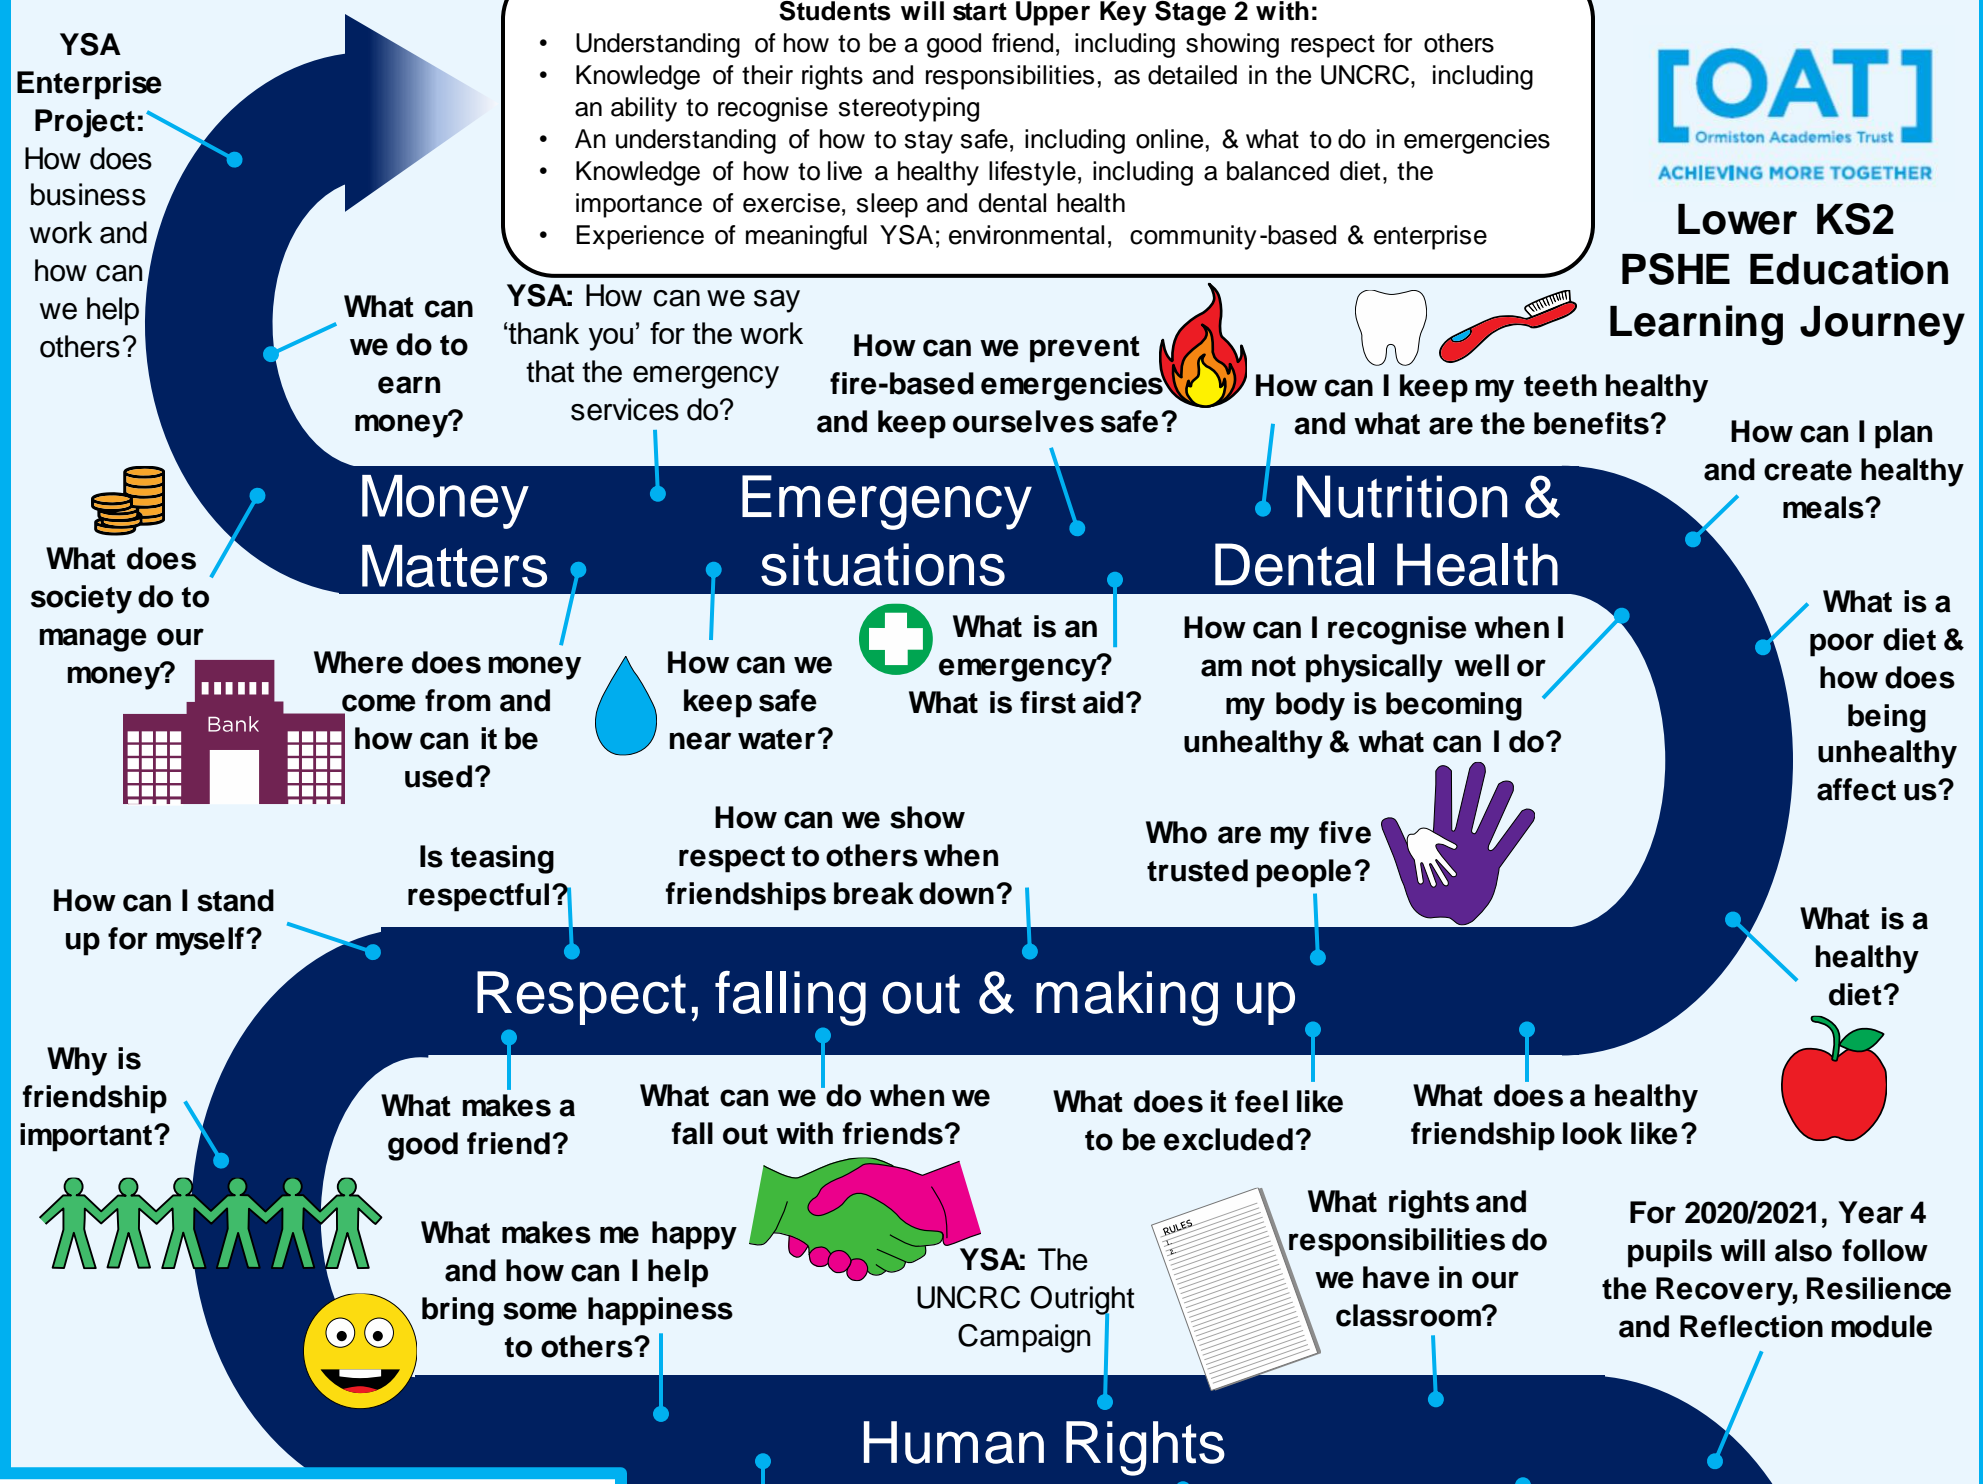 Students will start Upper Key Stage 2 with:
• Understanding of how to be a good friend, including showing respect for others
• Knowledge of their rights and responsibilities, as detailed in the UNCRC, including
an ability to recognise stereotyping
• An understanding of how to stay safe, including online, & what to do in emergencies
• Knowledge of how to live a healthy lifestyle, including a balanced diet, the
importance of exercise, sleep and dental health
• Experience of meaningful YSA; environmental, community-based & enterprise
[OAT]
Ormiston Academies Trust
ACHIEVING MORE TOGETHER
Lower KS2
PSHE Education
Learning Journey
YSA
Enterprise
Project:
How does
business
work and
how can
we help
others?
What can
we do to
earn
money?
YSA: How can we say
‘thank you’ for the work
that the emergency
services do?
How can we prevent
fire-based emergencies
and keep ourselves safe?
How can I keep my teeth healthy
and what are the benefits?
How can I plan
and create healthy
meals?
Money
Matters
Emergency
situations
Nutrition &
Dental Health
What does
society do to
manage our
money?
Bank
Where does money
come from and
how can it be
used?
How can we
keep safe
near water?
What is an
emergency?
What is first aid?
How can I recognise when I
am not physically well or
my body is becoming
unhealthy & what can I do?
What is a
poor diet &
how does
being
unhealthy
affect us?
How can I stand
up for myself?
Is teasing
respectful?
How can we show
respect to others when
friendships break down?
Who are my five
trusted people?
What is a
healthy
diet?
Respect, falling out & making up
Why is
friendship
important?
What makes a
good friend?
What can we do when we
fall out with friends?
What does it feel like
to be excluded?
What does a healthy
friendship look like?
What makes me happy
and how can I help
bring some happiness
to others?
YSA: The
UNCRC Outright
Campaign
RULES
1.
2.
What rights and
responsibilities do
we have in our
classroom?
For 2020/2021, Year 4
pupils will also follow
the Recovery, Resilience
and Reflection module
Human Rights